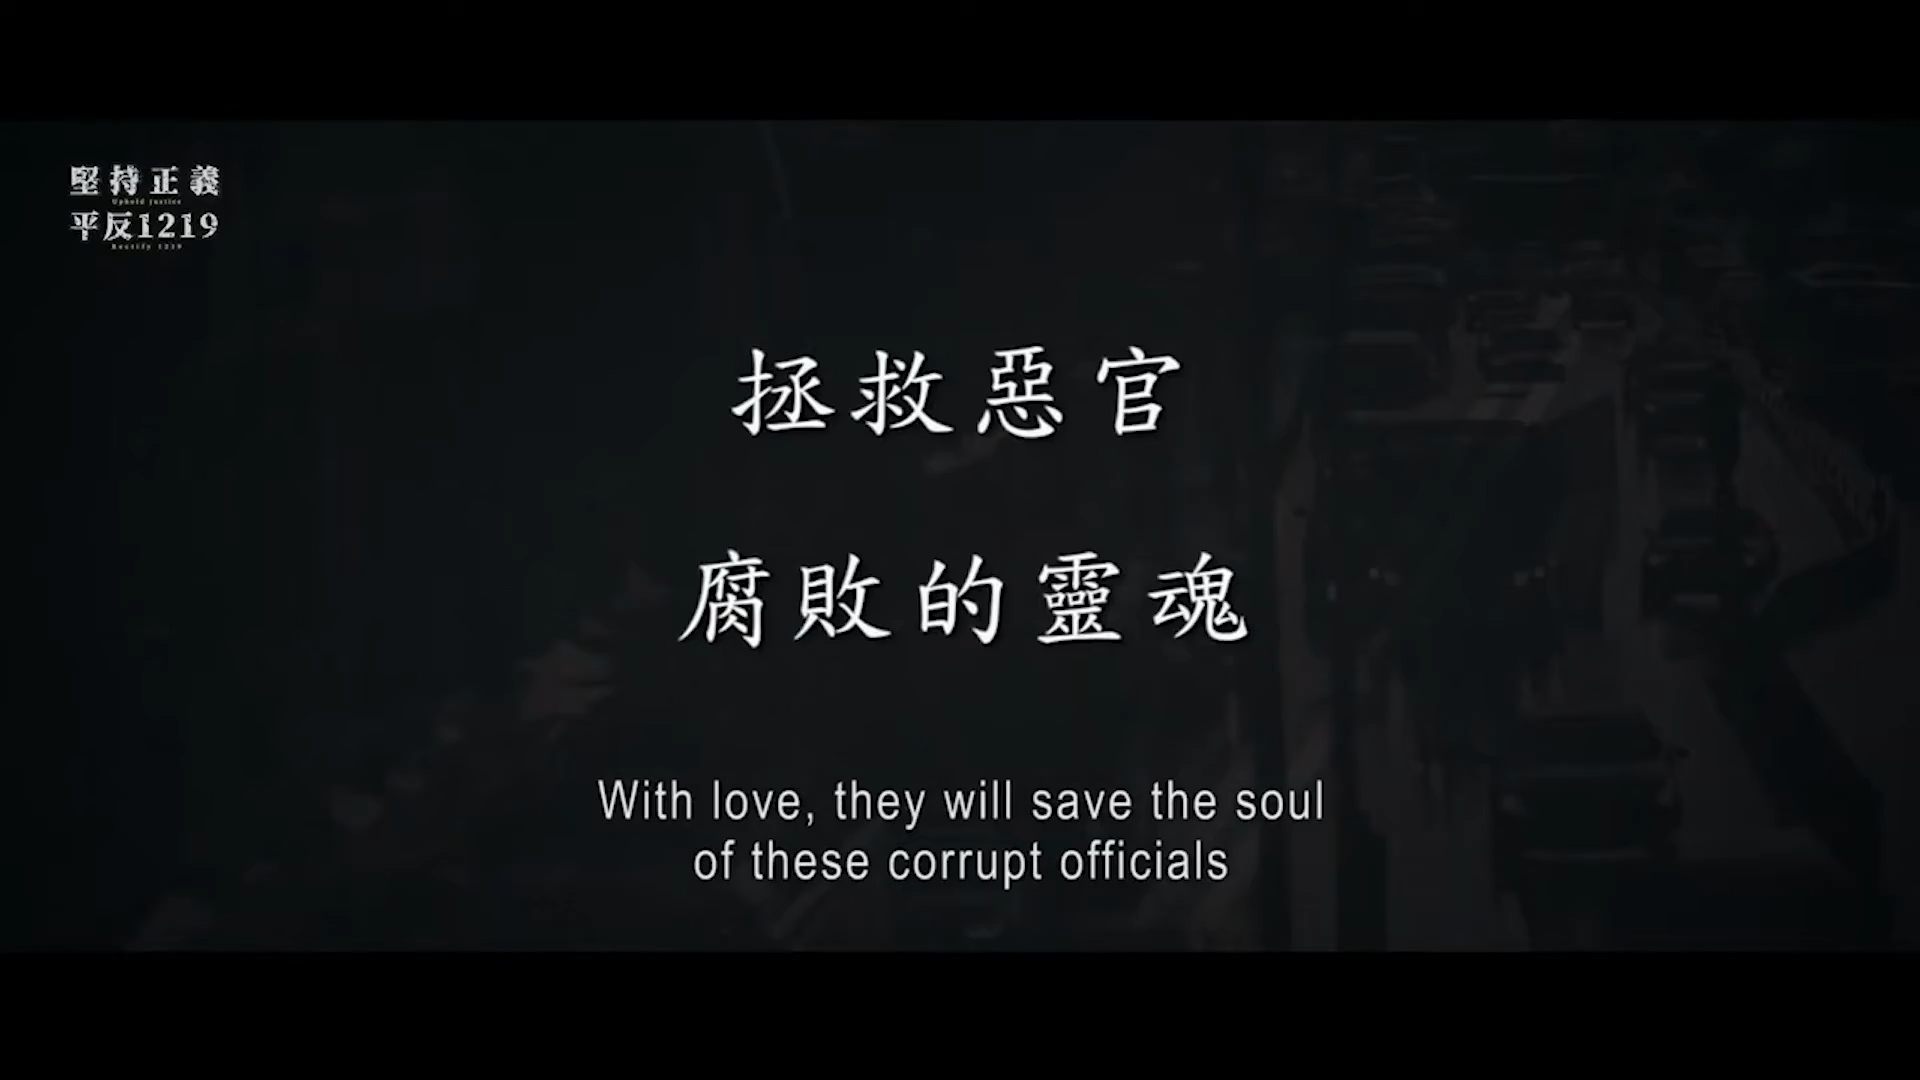 堅持正義
Uphold Justice
平反1219
Rectify 1219
拯救惡官
腐敗的靈魂
With love, they will save the soul
of these corrupt officials